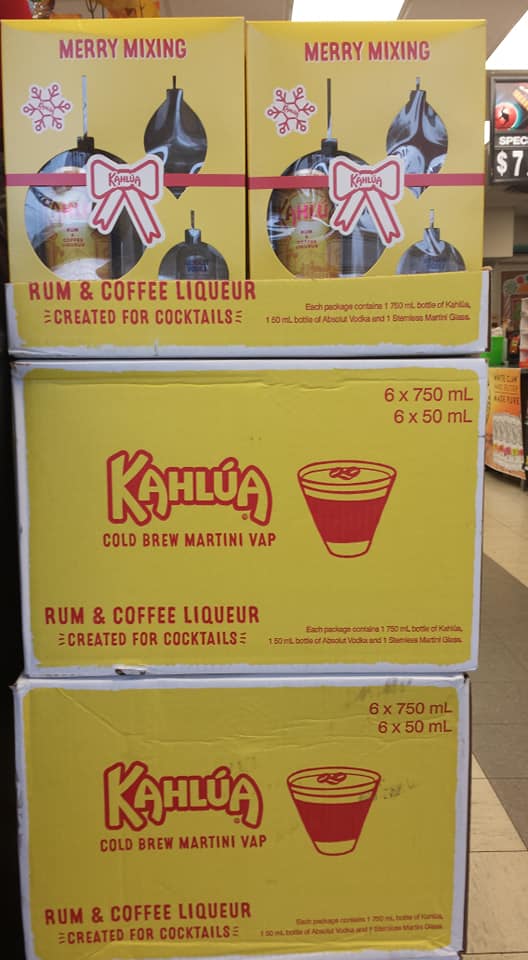 MERRY MIXING
MERRY MIXING
Kahlúa
Kahlúa
RUM & COFFEE LIQUEUR
CREATED FOR COCKTAILS
Each package contains 1 750 mL bottle of Kahlúa,
1 50 mL bottle of Absolut Vodka and 1 Stemless Martini Glass.
SPEC
$7
6 x 750 mL
6 x 50 mL
KAHLÚA
COLD BREW MARTINI VAP
RUM & COFFEE LIQUEUR
CREATED FOR COCKTAILS
Each package contains 1 750 mL bottle of Kahlúa,
1 50 mL bottle of Absolut Vodka and 1 Stemless Martini Glass.
WHITE CLAW
6 x 750 mL
6 x 50 mL
KAHLÚA
COLD BREW MARTINI VAP
RUM & COFFEE LIQUEUR
CREATED FOR COCKTAILS
Each package contains 1 750 mL bottle of Kahlúa,
1 50 mL bottle of Absolut Vodka and 1 Stemless Martini Glass.